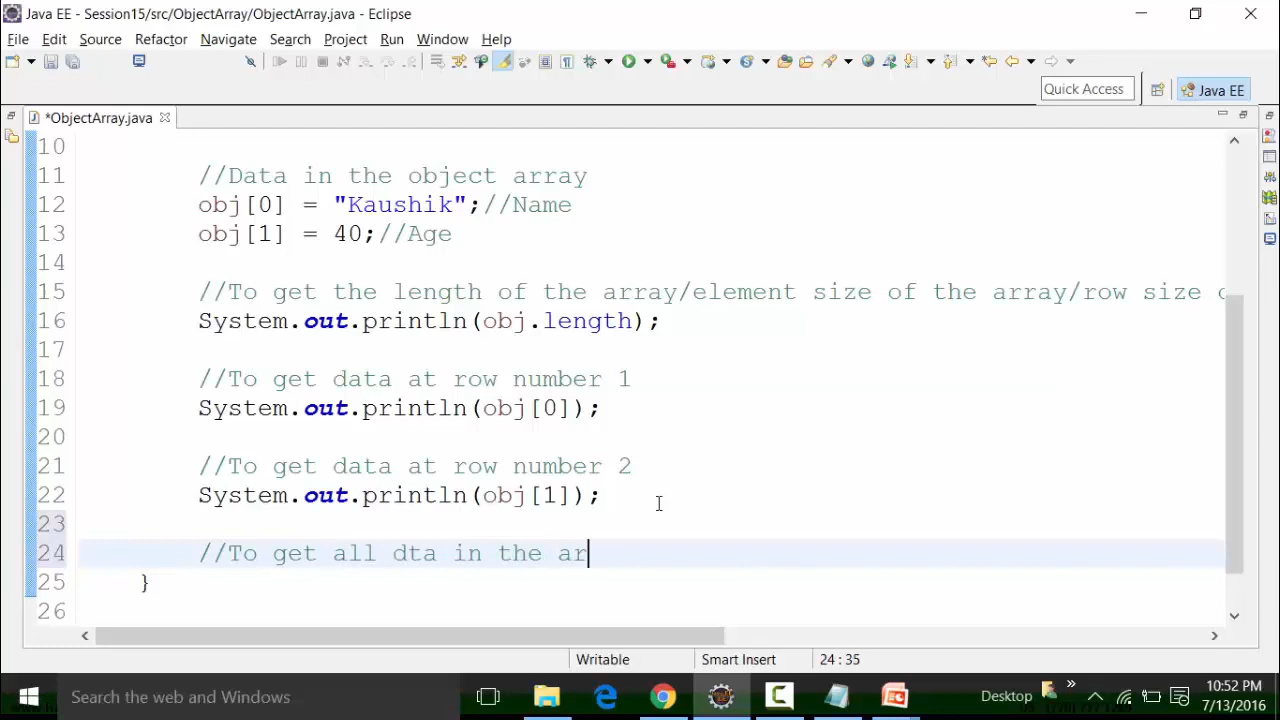 Java EE - Session15/src/ObjectArray/ObjectArray.java - Eclipse
File Edit Source Refactor Navigate Search Project Run Window Help
Quick Access Java EE
*ObjectArray.java
10
11 //Data in the object array
12 obj[0] = "Kaushik";//Name
13 obj[1] = 40;//Age
14
15 //To get the length of the array/element size of the array/row size
16 System.out.println(obj.length);
17
18 //To get data at row number 1
19 System.out.println(obj[0]);
20
21 //To get data at row number 2
22 System.out.println(obj[1]);
23
24 //To get all dta in the ar
25 }
26
Writable Smart Insert 24 : 35
Search the web and Windows Desktop » 10:52 PM
7/13/2016